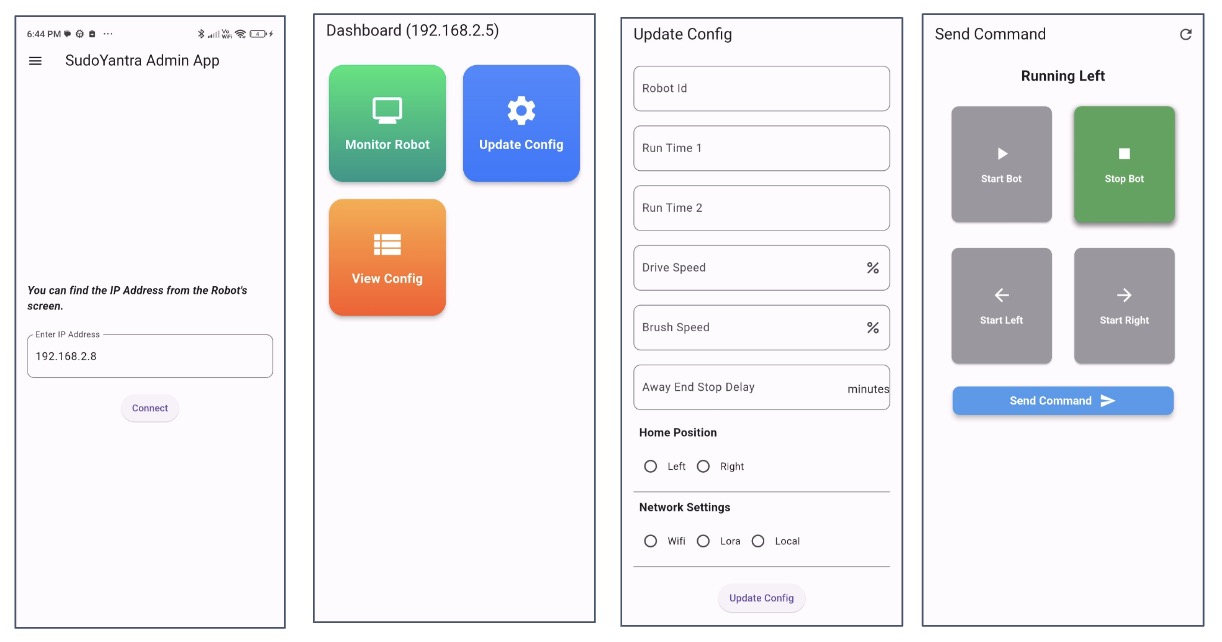 6:44 PM
4
SudoYantra Admin App
You can find the IP Address from the Robot's
screen.
Enter IP Address
192.168.2.8
Connect
Dashboard (192.168.2.5)
Monitor Robot
Update Config
View Config
Update Config
Robot Id
Run Time 1
Run Time 2
Drive Speed %
Brush Speed %
Away End Stop Delay minutes
Home Position
Left Right
Network Settings
Wifi Lora Local
Update Config
Send Command
Running Left
Start Bot
Stop Bot
Start Left
Start Right
Send Command